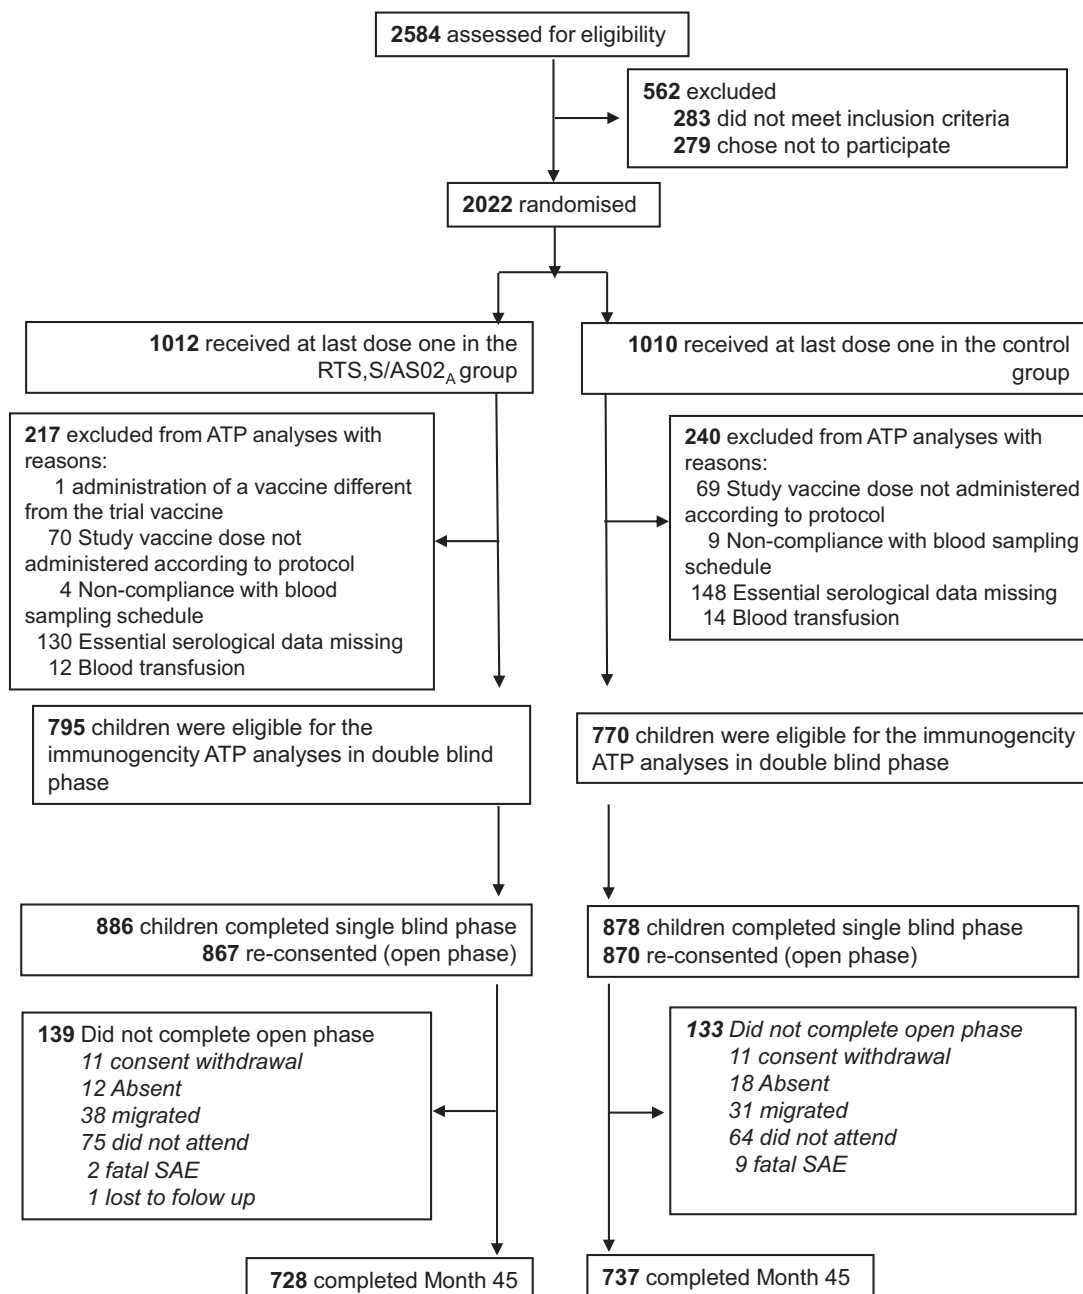 2584 assessed for eligibility
562 excluded
283 did not meet inclusion criteria
279 chose not to participate
2022 randomised
1012 received at last dose one in the
RTS,S/AS02A group
1010 received at last dose one in the control
group
217 excluded from ATP analyses with
reasons:
1 administration of a vaccine different
from the trial vaccine
70 Study vaccine dose not
administered according to protocol
4 Non-compliance with blood
sampling schedule
130 Essential serological data missing
12 Blood transfusion
240 excluded from ATP analyses with
reasons:
69 Study vaccine dose not administered
according to protocol
9 Non-compliance with blood sampling
schedule
148 Essential serological data missing
14 Blood transfusion
795 children were eligible for the
immunogencity ATP analyses in double blind
phase
770 children were eligible for the immunogencity
ATP analyses in double blind phase
886 children completed single blind phase
867 re-consented (open phase)
878 children completed single blind phase
870 re-consented (open phase)
139 Did not complete open phase
11 consent withdrawal
12 Absent
38 migrated
75 did not attend
2 fatal SAE
1 lost to folow up
133 Did not complete open phase
11 consent withdrawal
18 Absent
31 migrated
64 did not attend
9 fatal SAE
728 completed Month 45
737 completed Month 45